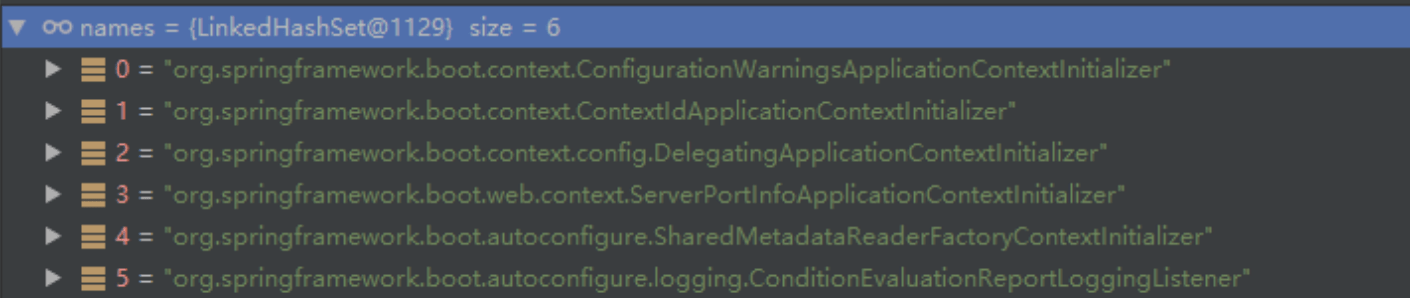 names = {LinkedHashSet@1129} size = 6
0 = "org.springframework.boot.context.ConfigurationWarningsApplicationContextInitializer"
1 = "org.springframework.boot.context.ContextIdApplicationContextInitializer"
2 = "org.springframework.boot.context.config.DelegatingApplicationContextInitializer"
3 = "org.springframework.boot.web.context.ServerPortInfoApplicationContextInitializer"
4 = "org.springframework.boot.autoconfigure.SharedMetadataReaderFactoryContextInitializer"
5 = "org.springframework.boot.autoconfigure.logging.ConditionEvaluationReportLoggingListener"